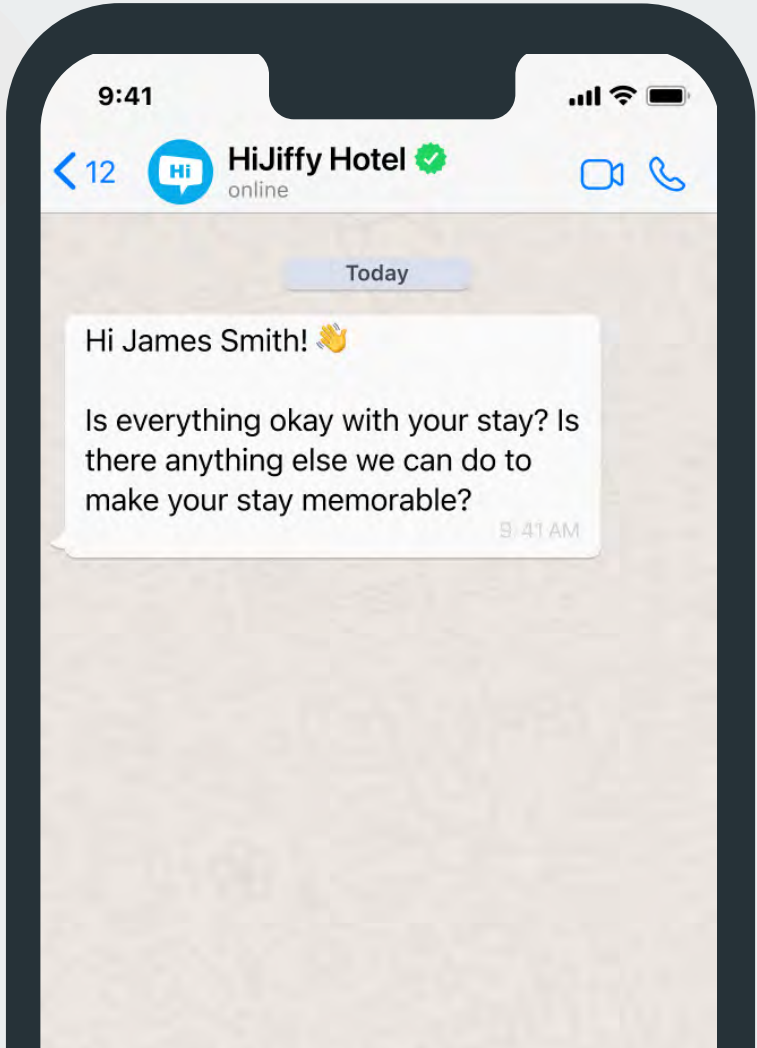 9:41
12
Hi
HiJiffy Hotel
online
Today
Hi James Smith! 👋
Is everything okay with your stay? Is
there anything else we can do to
make your stay memorable?
9:41 AM